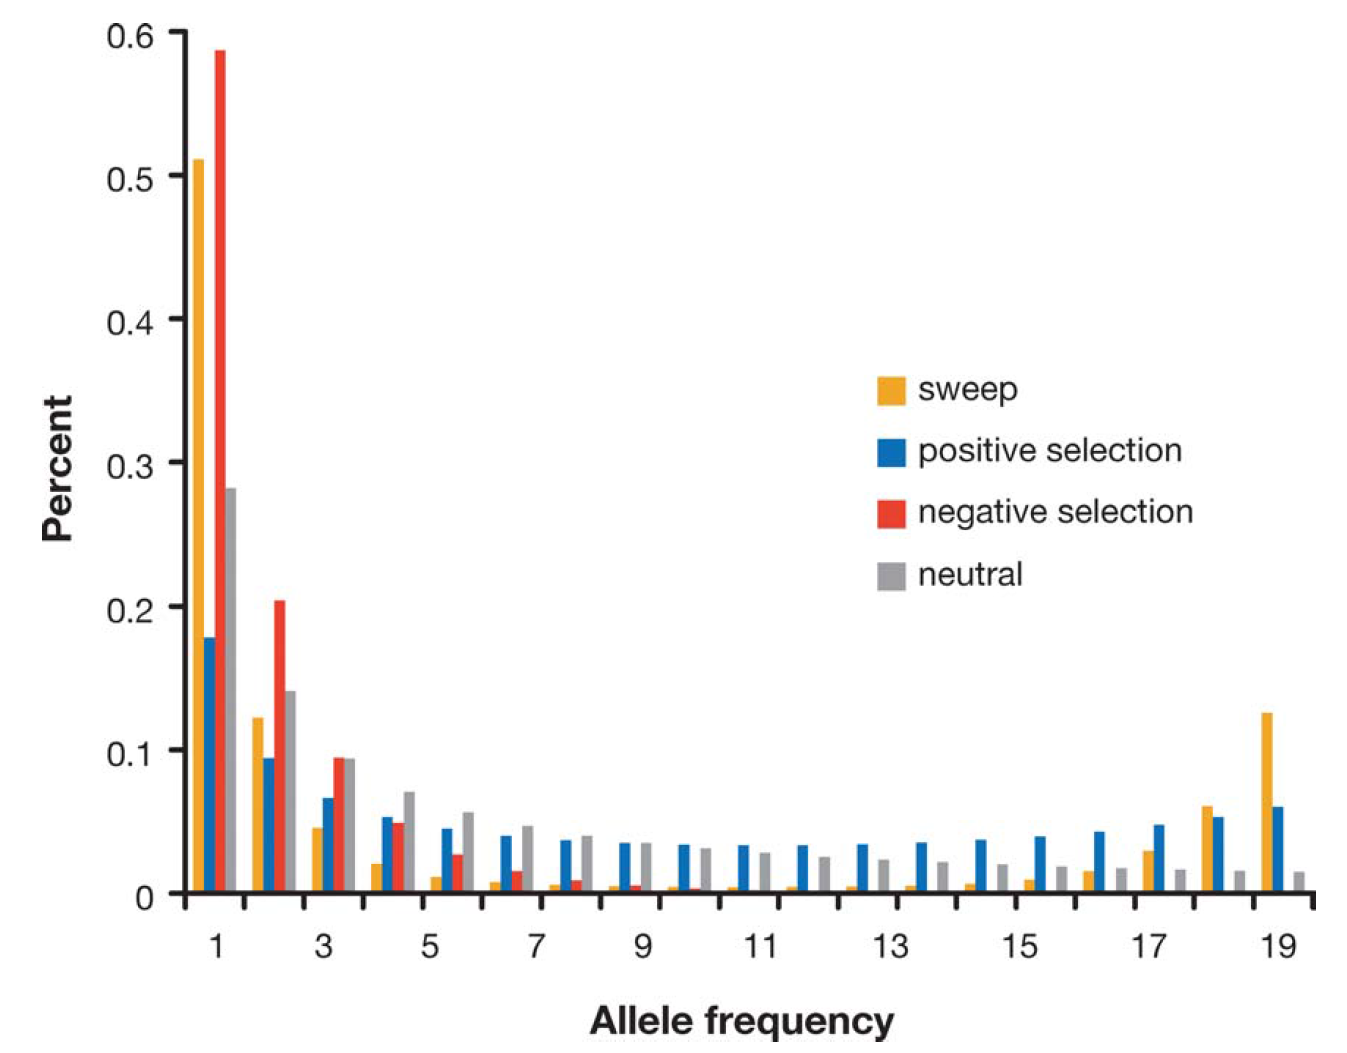 0.6
0.5
0.4
0.3
0.2
0.1
0
Percent
sweep
positive selection
negative selection
neutral
1 3 5 7 9 11 13 15 17 19
Allele frequency